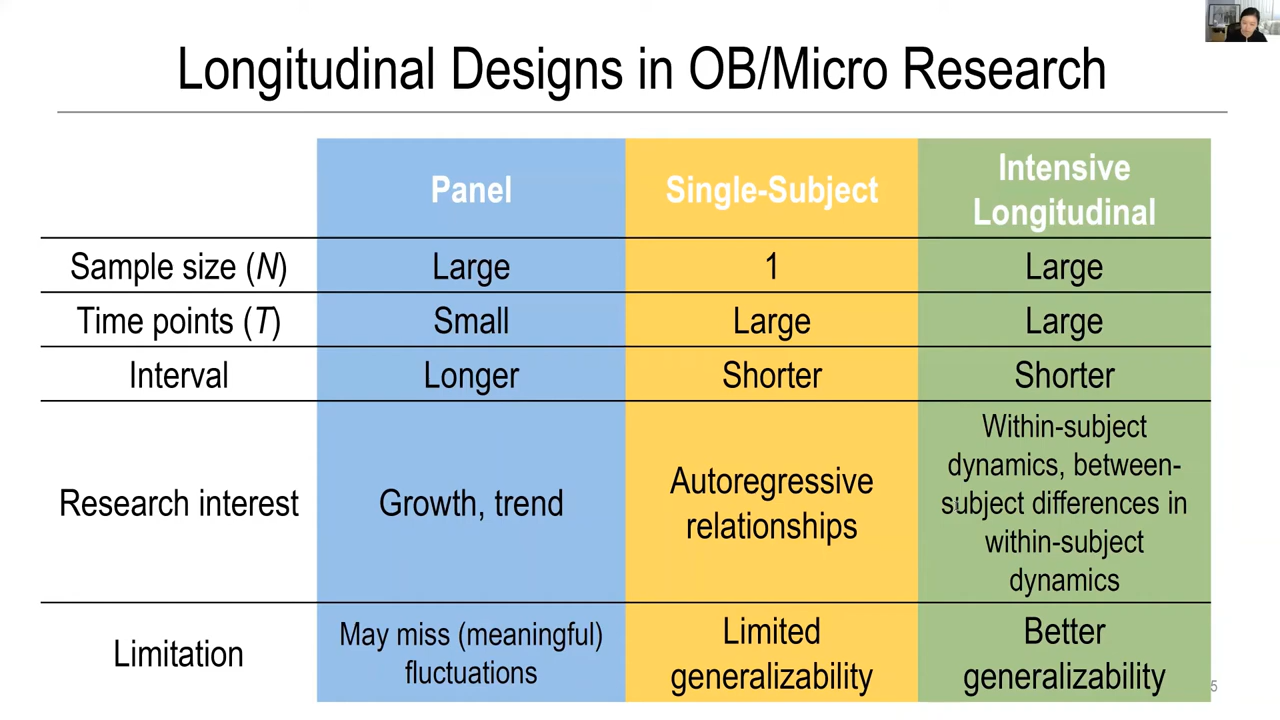 Longitudinal Designs in OB/Micro Research
Panel
Single-Subject
Intensive
Longitudinal
Sample size (N)
Large
1
Large
Time points (T)
Small
Large
Large
Interval
Longer
Shorter
Shorter
Research interest
Growth, trend
Autoregressive
relationships
Within-subject
dynamics, between-
subject differences in
within-subject
dynamics
Limitation
May miss (meaningful)
fluctuations
Limited
generalizability
Better
generalizability
5